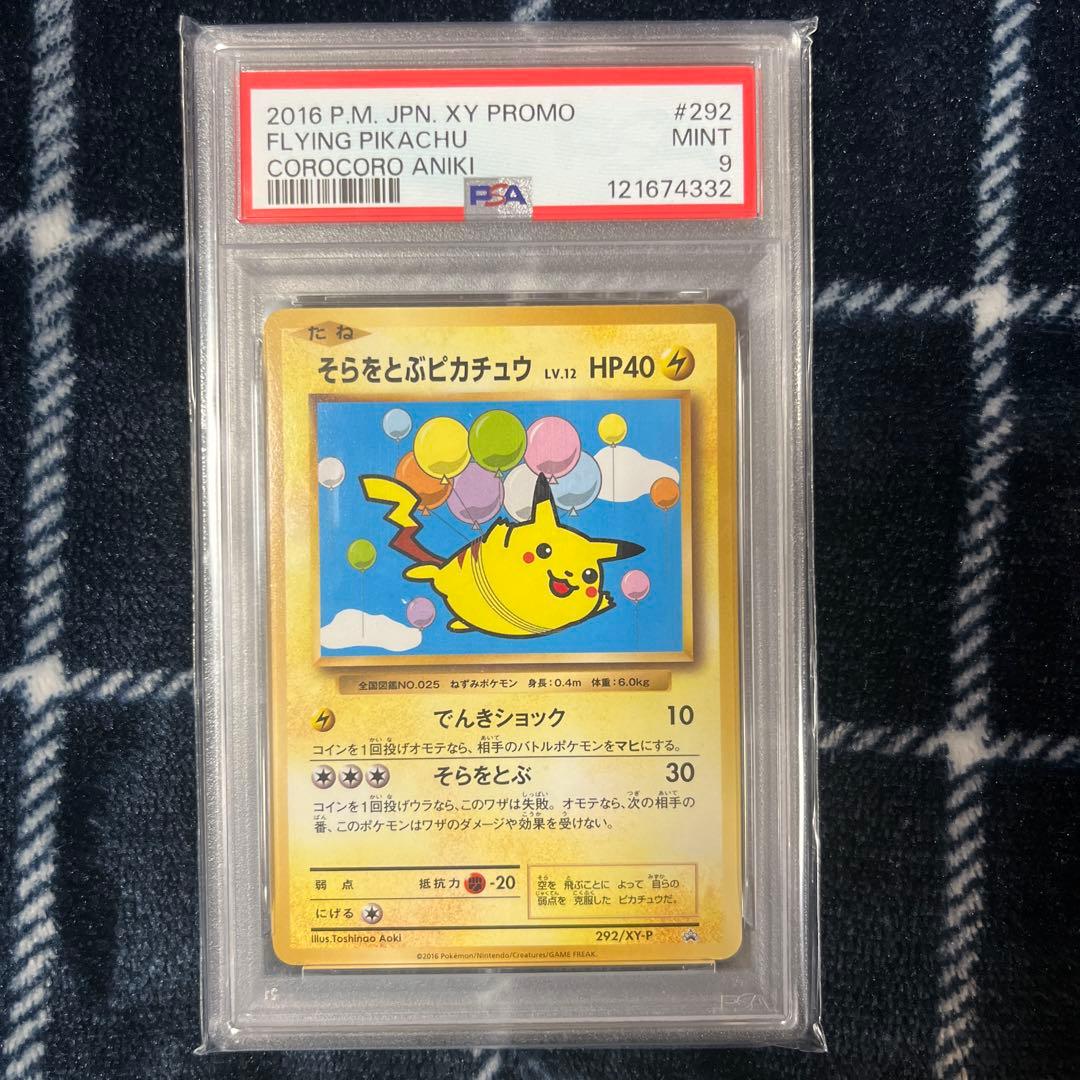 2016 P.M. JPN. XY PROMO #292
FLYING PIKACHU MINT
COROCORO ANIKI 9
PSA 121674332
たね
そらをとぶピカチュウ LV.12 HP40
全国図鑑NO.025 ねずみポケモン 身長:0.4m 体重:6.0kg
でんきショック 10
コインを1回投げオモテなら、相手のバトルポケモンをマヒにする。
そらをとぶ 30
コインを1回投げウラなら、このワザは失敗。オモテなら、次の相手の
番、このポケモンはワザのダメージや効果を受けない。
弱点 抵抗力 -20
空を 飛ぶことに よって 自らの
弱点を 克服した ピカチュウだ。
にげる
Illus.Toshinao Aoki 292/XY-P
©2016 Pokémon/Nintendo/Creatures/GAME FREAK.
PSA